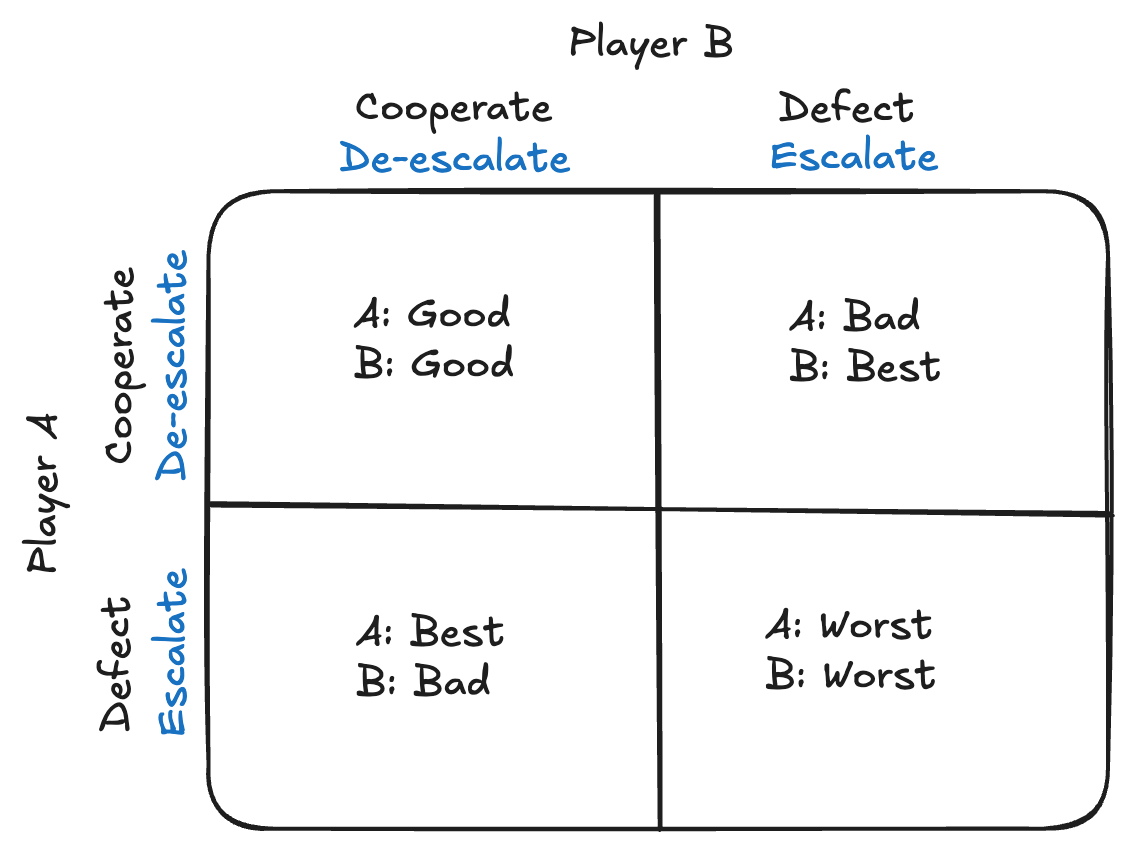 Player B
Cooperate
De-escalate
Defect
Escalate
Player A
Cooperate
De-escalate
A: Good
B: Good
A: Bad
B: Best
Defect
Escalate
A: Best
B: Bad
A: Worst
B: Worst